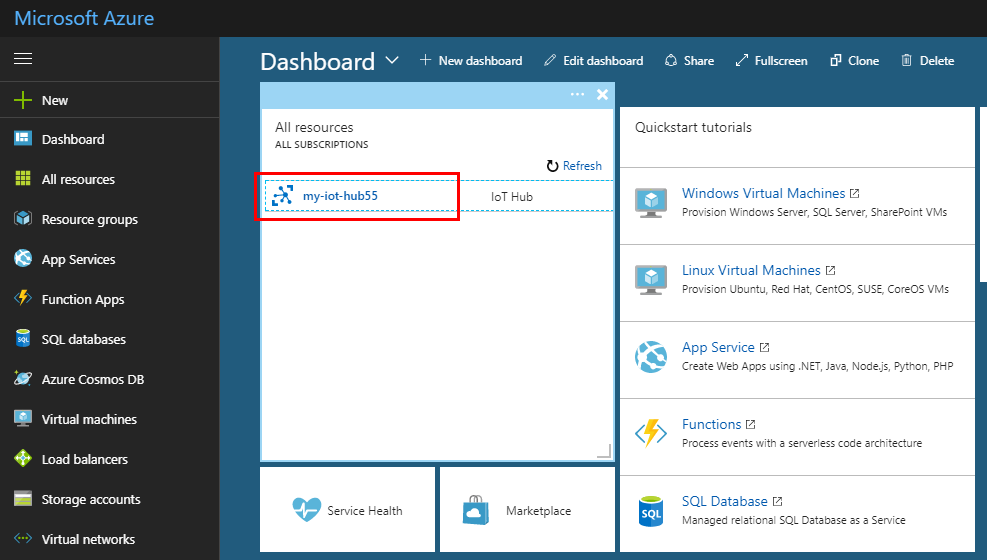 Microsoft Azure
New
Dashboard
All resources
Resource groups
App Services
Function Apps
SQL databases
Azure Cosmos DB
Virtual machines
Load balancers
Storage accounts
Virtual networks
Dashboard New dashboard Edit dashboard Share Fullscreen Clone Delete
All resources
ALL SUBSCRIPTIONS
Refresh
my-iot-hub55 IoT Hub
Service Health
Marketplace
Quickstart tutorials
Windows Virtual Machines
Provision Windows Server, SQL Server, SharePoint VMs
Linux Virtual Machines
Provision Ubuntu, Red Hat, CentOS, SUSE, CoreOS VMs
App Service
Create Web Apps using .NET, Java, Node.js, Python, PHP
Functions
Process events with a serverless code architecture
SQL
SQL Database
Managed relational SQL Database as a Service